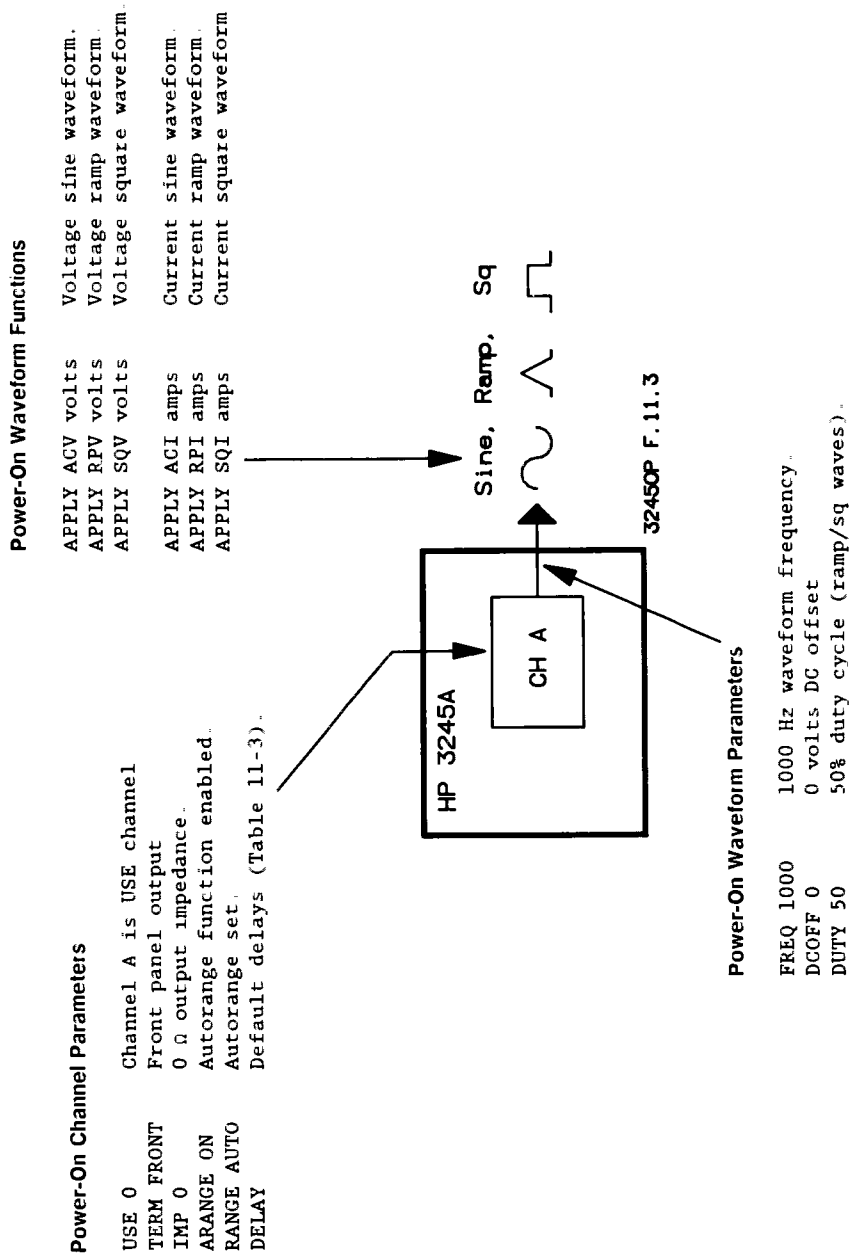 Power-On Waveform Functions
APPLY ACV volts Voltage sine waveform.
APPLY RPV volts Voltage ramp waveform.
APPLY SQV volts Voltage square waveform.
APPLY ACI amps Current sine waveform.
APPLY RPI amps Current ramp waveform.
APPLY SQI amps Current square waveform
Power-On Channel Parameters
USE 0 Channel A is USE channel
TERM FRONT Front panel output
IMP 0 0 Ω output impedance.
ARANGE ON Autorange function enabled.
RANGE AUTO Autorange set.
DELAY Default delays (Table 11-3).
HP 3245A
CH A
Sine, Ramp, Sq
3245OP F.11.3
Power-On Waveform Parameters
FREQ 1000 1000 Hz waveform frequency.
DCOFF 0 0 volts DC offset
DUTY 50 50% duty cycle (ramp/sq waves).